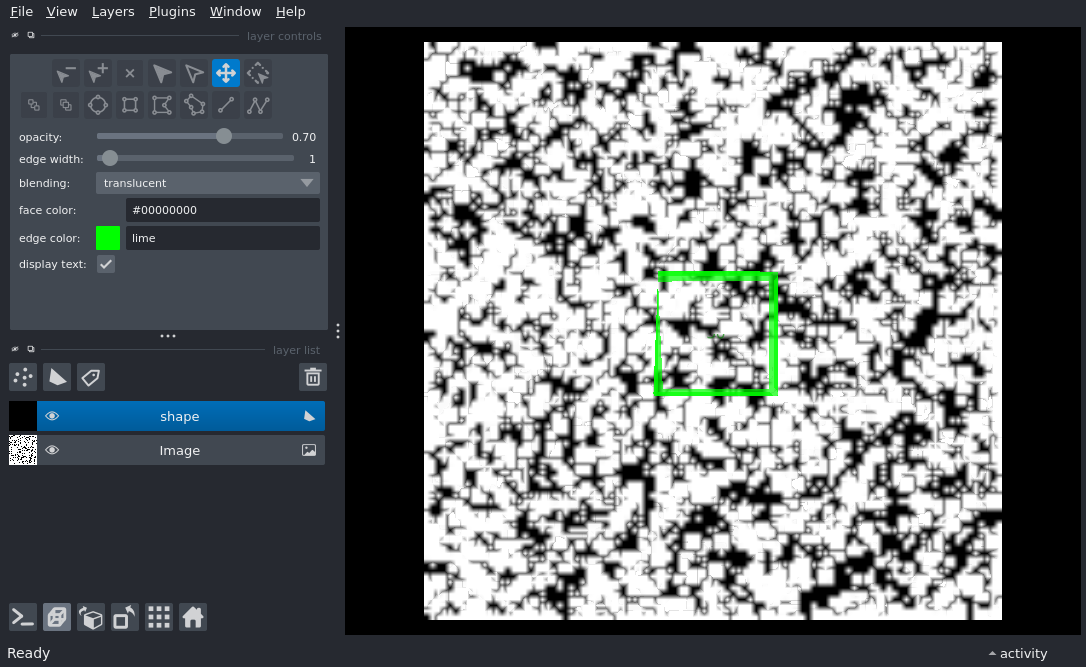 File View Layers Plugins Window Help
layer controls
opacity: 0.70
edge width: 1
blending: translucent
face color: #00000000
edge color: lime
display text:
layer list
shape
Image
Ready
activity